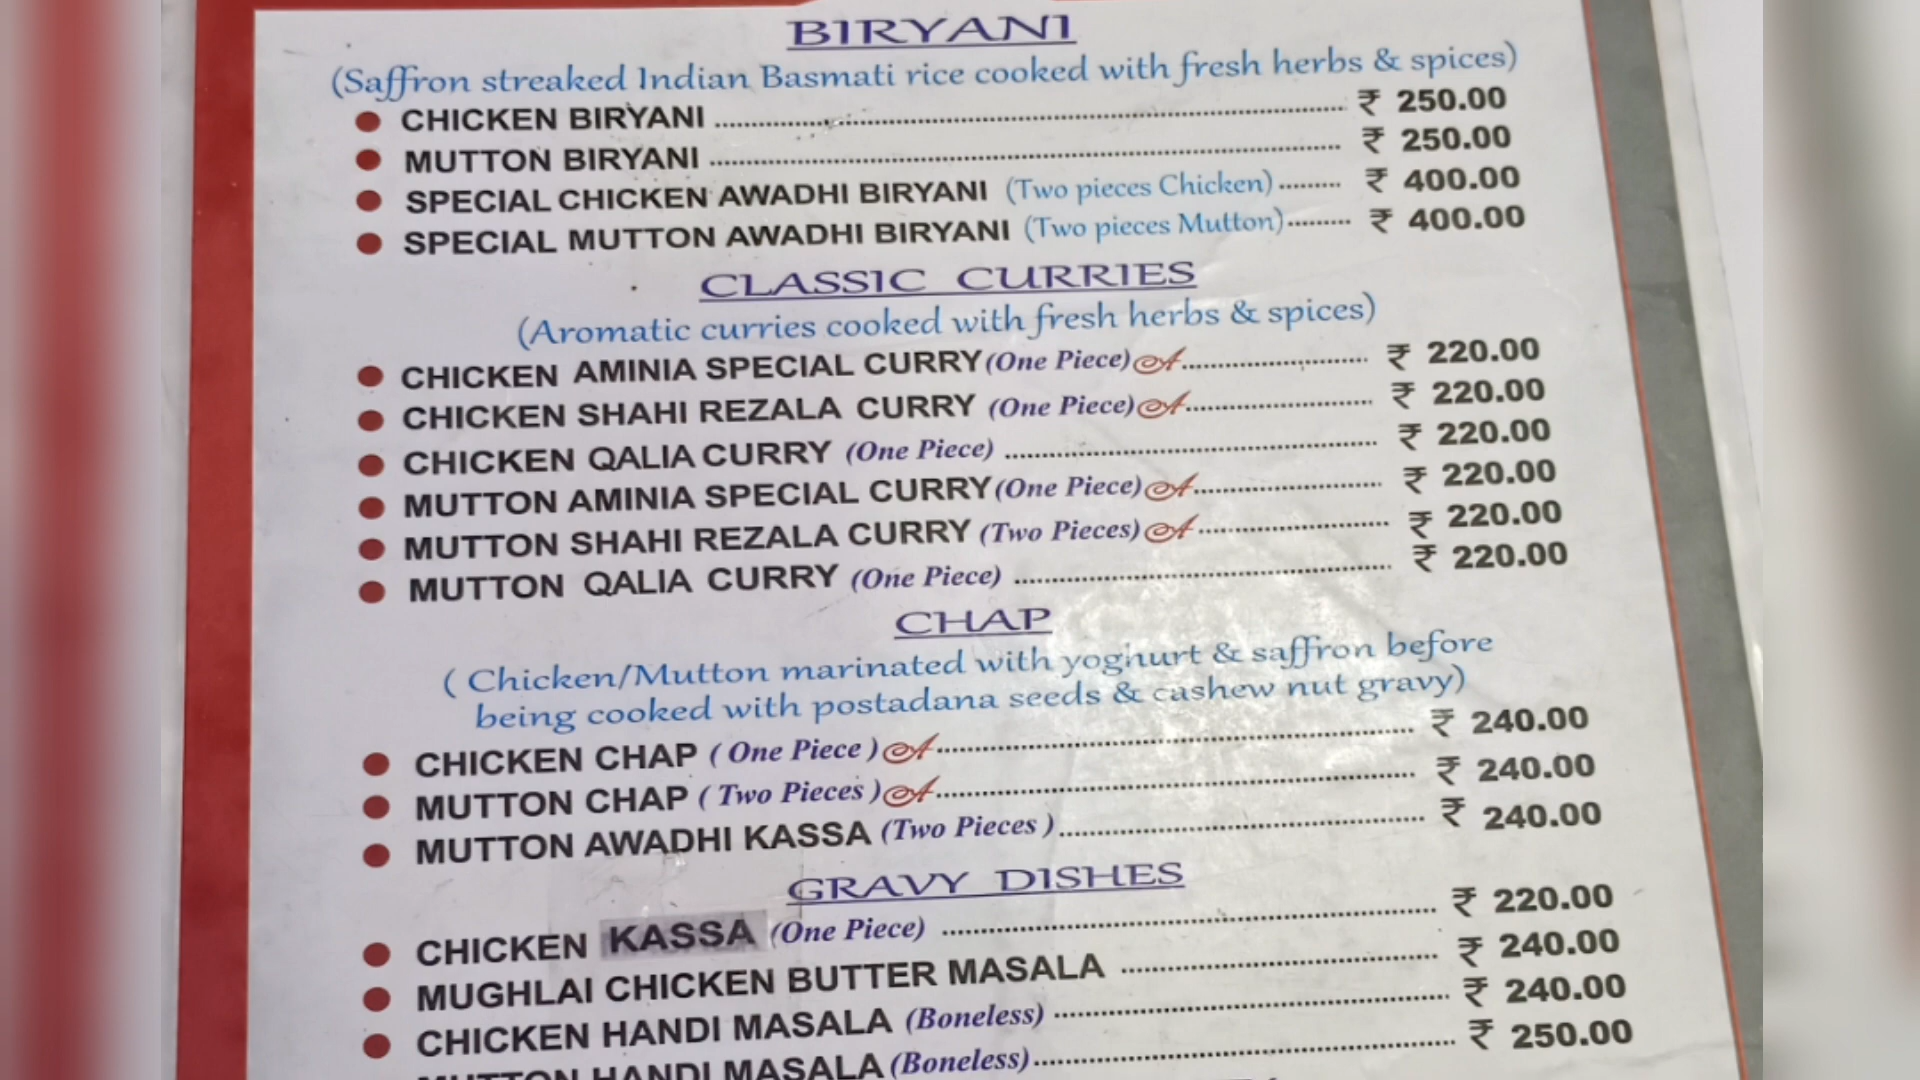 BIRYANI
(Saffron streaked Indian Basmati rice cooked with fresh herbs & spices)
CHICKEN BIRYANI ₹ 250.00
MUTTON BIRYANI ₹ 250.00
SPECIAL CHICKEN AWADHI BIRYANI (Two pieces Chicken) ₹ 400.00
SPECIAL MUTTON AWADHI BIRYANI (Two pieces Mutton) ₹ 400.00
CLASSIC CURRIES
(Aromatic curries cooked with fresh herbs & spices)
CHICKEN AMINIA SPECIAL CURRY (One Piece) ₹ 220.00
CHICKEN SHAHI REZALA CURRY (One Piece) ₹ 220.00
CHICKEN QALIA CURRY (One Piece) ₹ 220.00
MUTTON AMINIA SPECIAL CURRY (One Piece) ₹ 220.00
MUTTON SHAHI REZALA CURRY (Two Pieces) ₹ 220.00
MUTTON QALIA CURRY (One Piece) ₹ 220.00
CHAP
( Chicken/Mutton marinated with yoghurt & saffron before
being cooked with postadana seeds & cashew nut gravy)
CHICKEN CHAP ( One Piece ) ₹ 240.00
MUTTON CHAP ( Two Pieces ) ₹ 240.00
MUTTON AWADHI KASSA (Two Pieces ) ₹ 240.00
GRAVY DISHES
CHICKEN KASSA (One Piece) ₹ 220.00
MUGHLAI CHICKEN BUTTER MASALA ₹ 240.00
CHICKEN HANDI MASALA (Boneless) ₹ 240.00
MUTTON HANDI MASALA (Boneless) ₹ 250.00